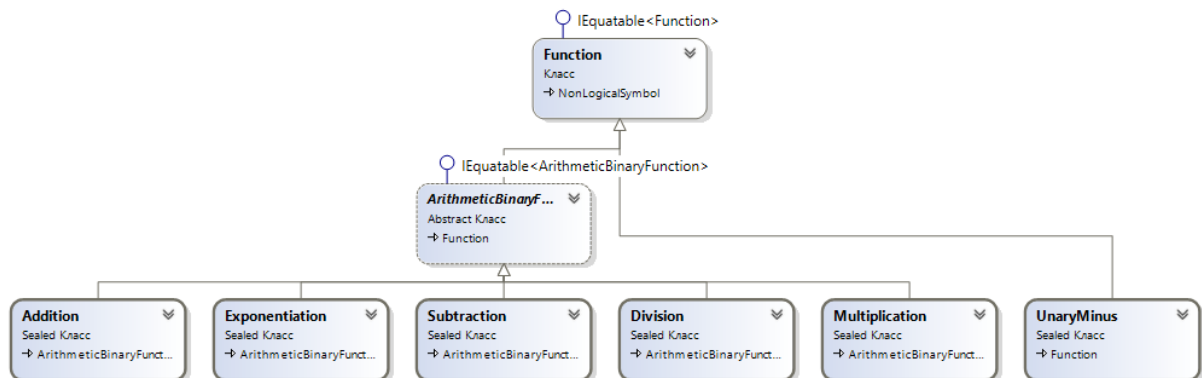 IEquatable<Function>
Function
Класс
NonLogicalSymbol
IEquatable<ArithmeticBinaryFunction>
ArithmeticBinaryF...
Abstract Класс
Function
Addition
Sealed Класс
ArithmeticBinaryFunct...
Exponentiation
Sealed Класс
ArithmeticBinaryFunct...
Subtraction
Sealed Класс
ArithmeticBinaryFunct...
Division
Sealed Класс
ArithmeticBinaryFunct...
Multiplication
Sealed Класс
ArithmeticBinaryFunct...
UnaryMinus
Sealed Класс
Function